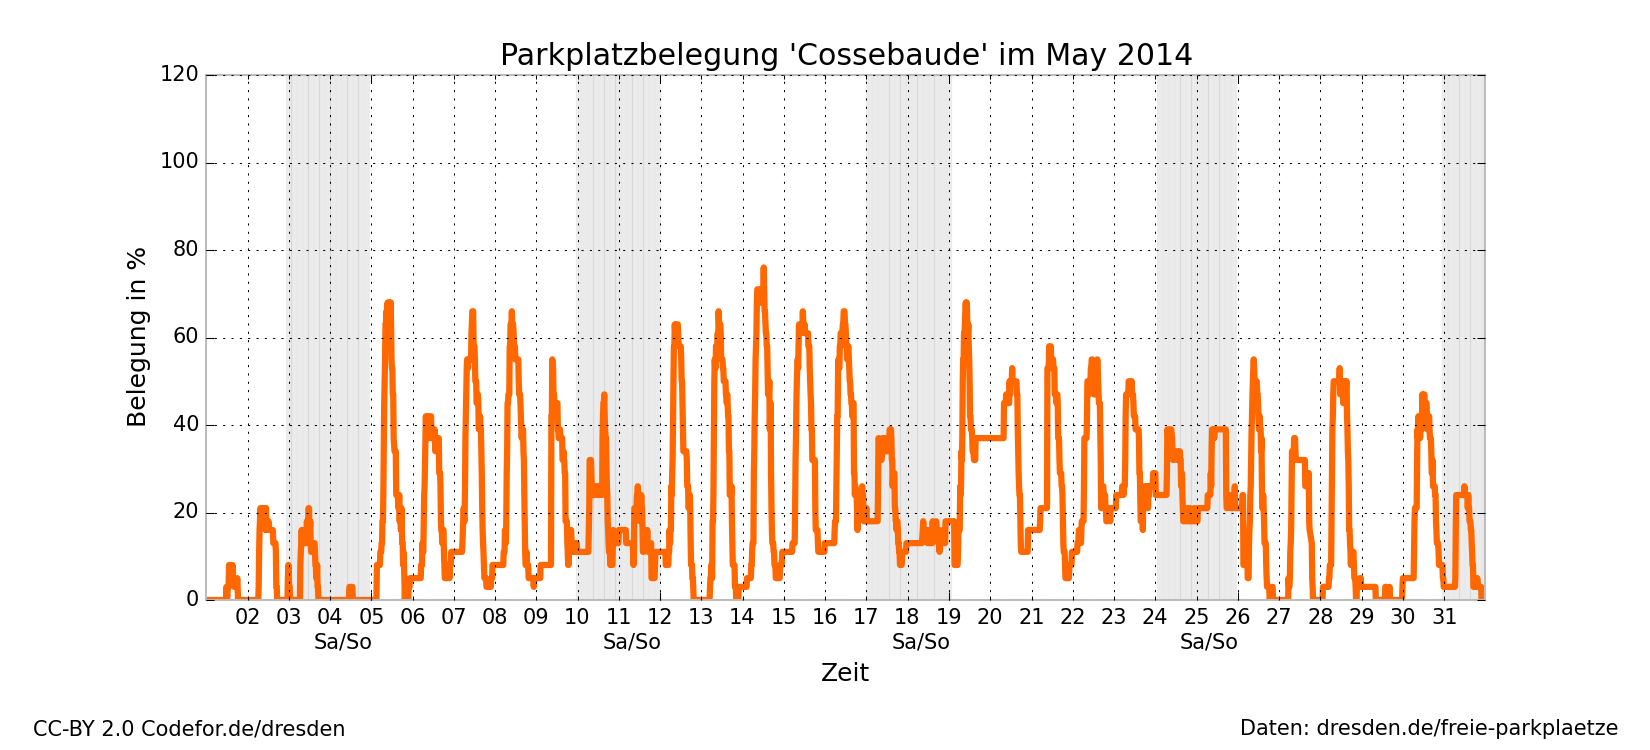 Parkplatzbelegung 'Cossebaude' im May 2014
120
100
80
60
40
20
0
Belegung in %
02 03 04 05 06 07 08 09 10 11 12 13 14 15 16 17 18 19 20 21 22 23 24 25 26 27 28 29 30 31
Sa/So Sa/So Sa/So Sa/So
Zeit
CC-BY 2.0 Codefor.de/dresden
Daten: dresden.de/freie-parkplaetze